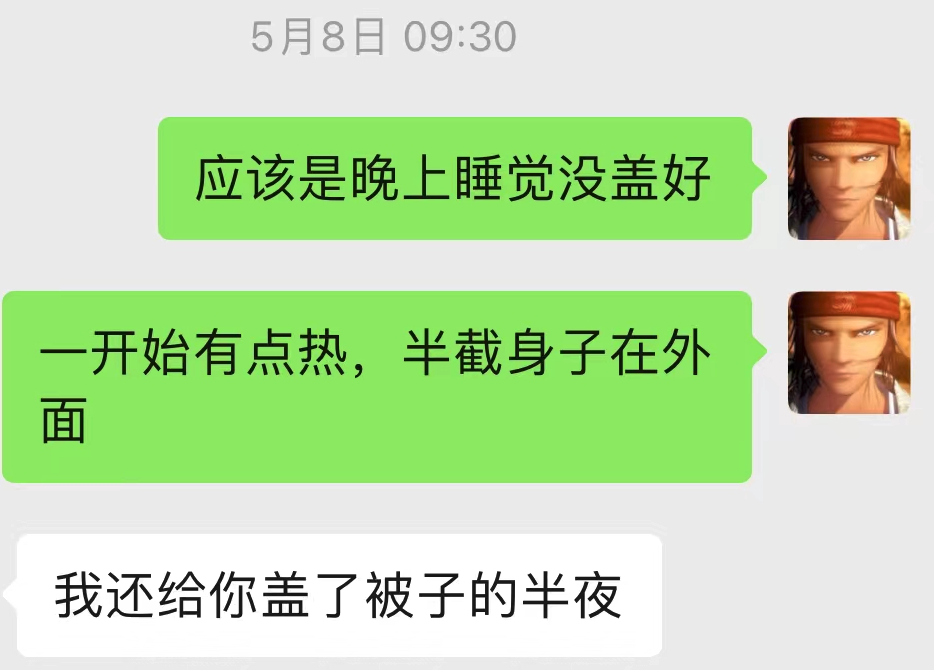 5月8日 09:30
应该是晚上睡觉没盖好
一开始有点热，半截身子在外
面
我还给你盖了被子的半夜